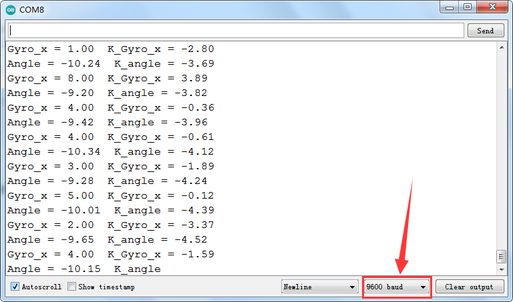 COM8
Send
Gyro_x = 1.00  K_Gyro_x = -2.80
Angle = -10.24  K_angle = -3.69
Gyro_x = 8.00  K_Gyro_x = 3.89
Angle = -9.20  K_angle = -3.82
Gyro_x = 4.00  K_Gyro_x = -0.36
Angle = -9.42  K_angle = -3.96
Gyro_x = 4.00  K_Gyro_x = -0.61
Angle = -10.34  K_angle = -4.12
Gyro_x = 3.00  K_Gyro_x = -1.89
Angle = -9.28  K_angle = -4.24
Gyro_x = 5.00  K_Gyro_x = -0.12
Angle = -10.01  K_angle = -4.39
Gyro_x = 2.00  K_Gyro_x = -3.37
Angle = -9.65  K_angle = -4.52
Gyro_x = 4.00  K_Gyro_x = -1.59
Angle = -10.15  K_angle
Autoscroll Show timestamp Newline 9600 baud Clear output